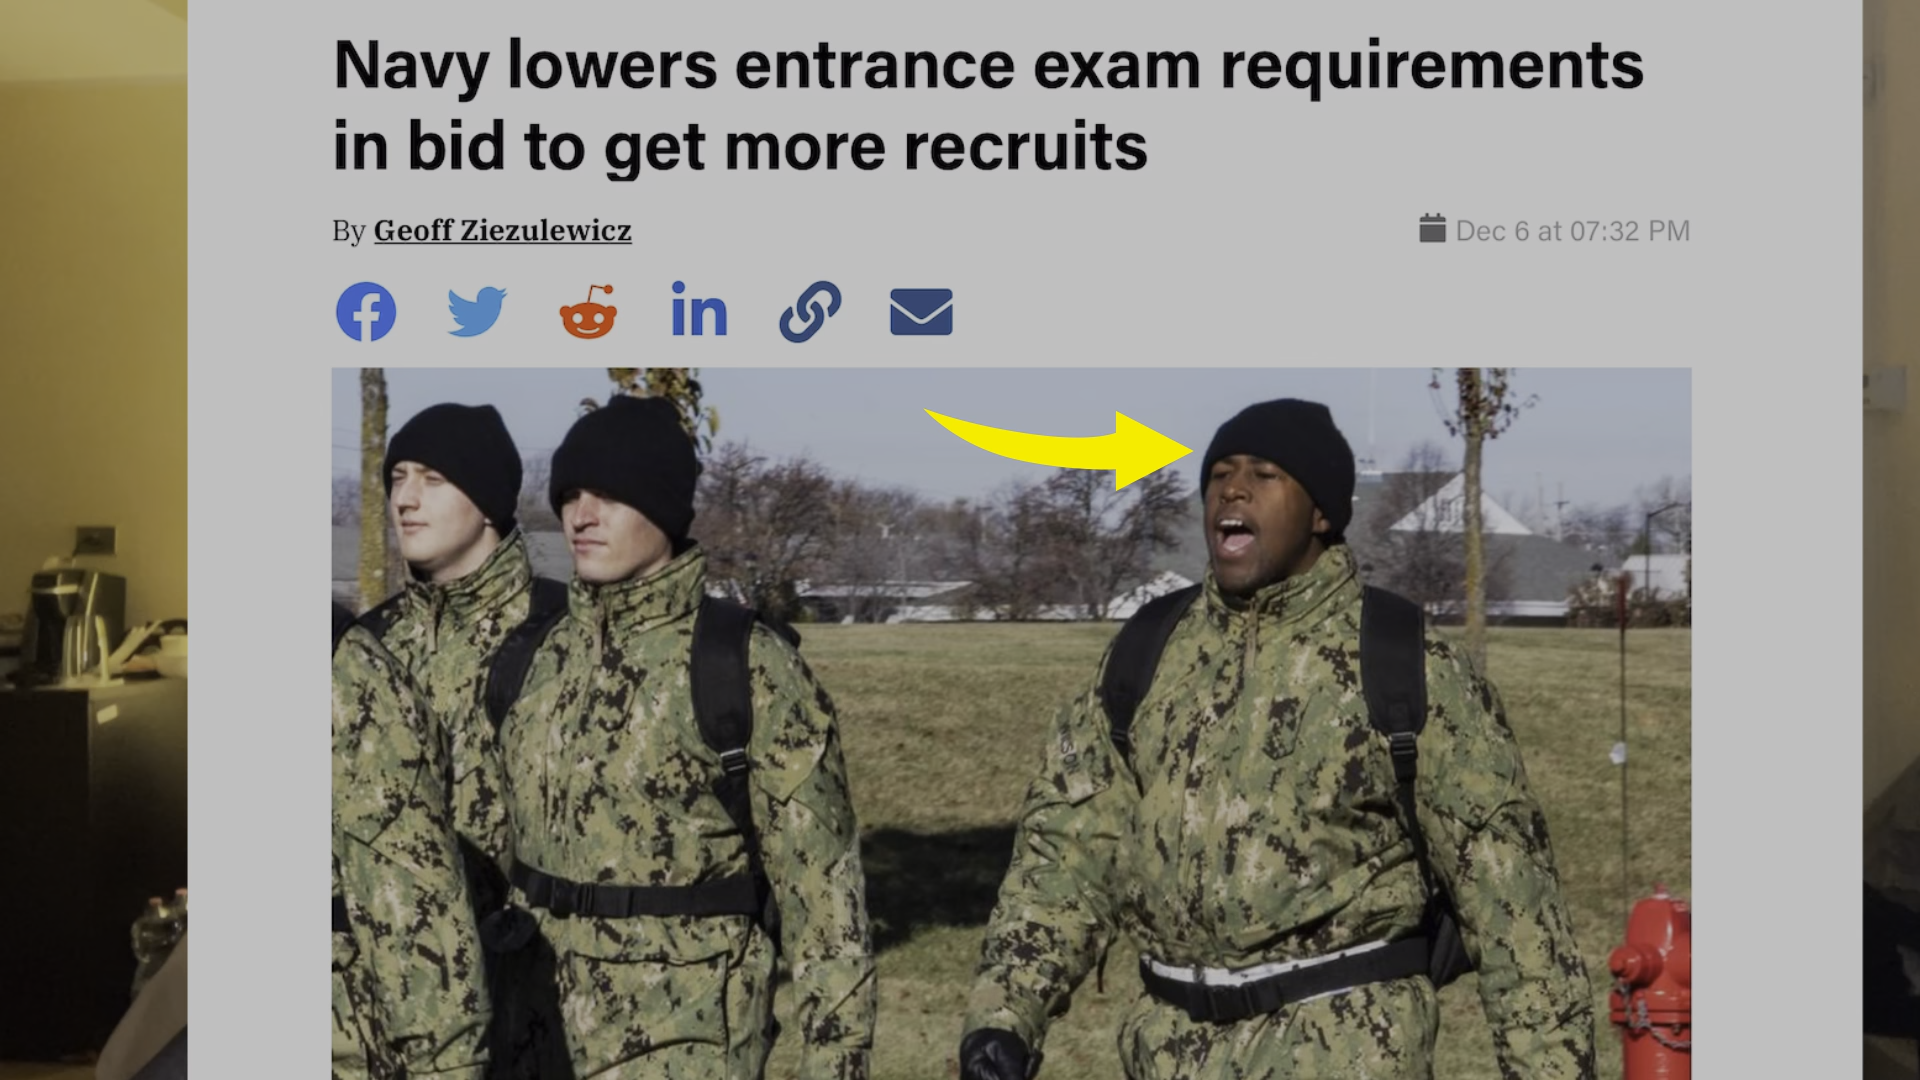 Navy lowers entrance exam requirements
in bid to get more recruits
By Geoff Ziezulewicz
Dec 6 at 07:32 PM
in